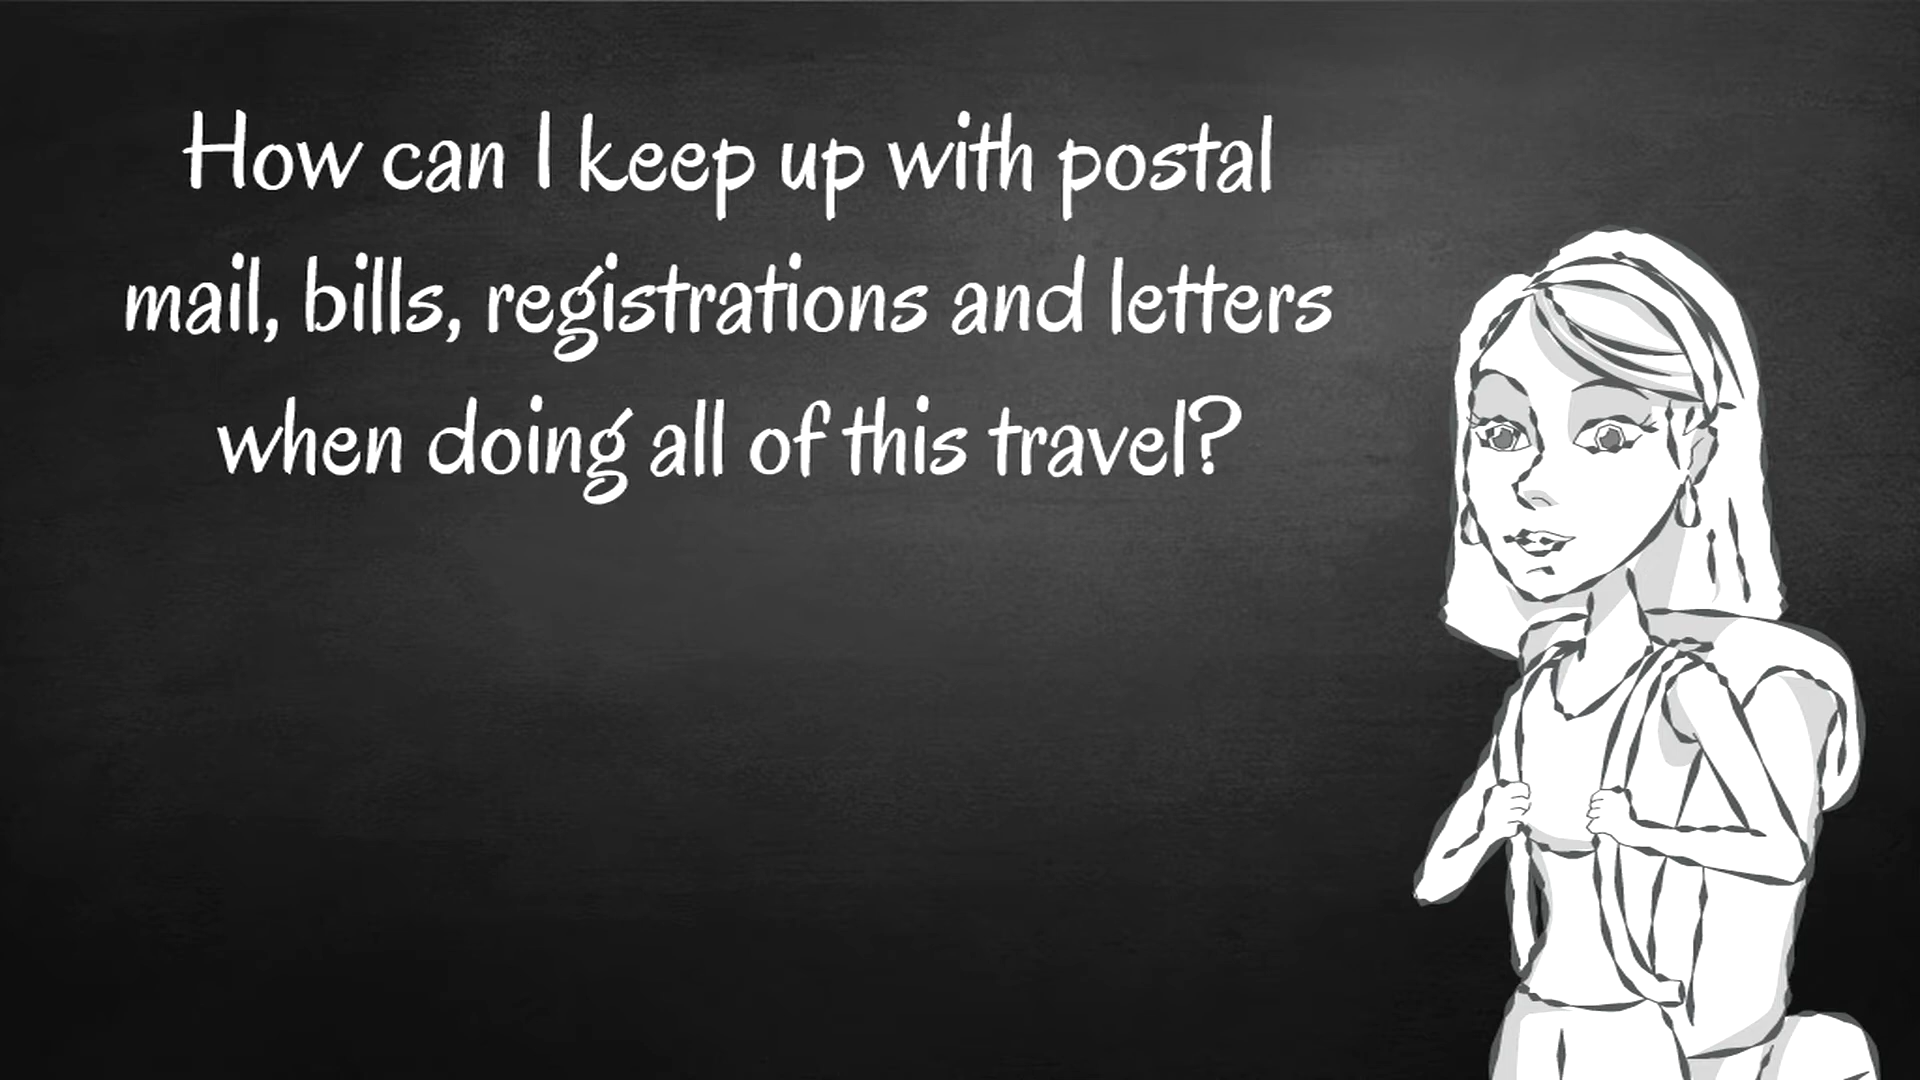 How can I keep up with postal
mail, bills, registrations and letters
when doing all of this travel?